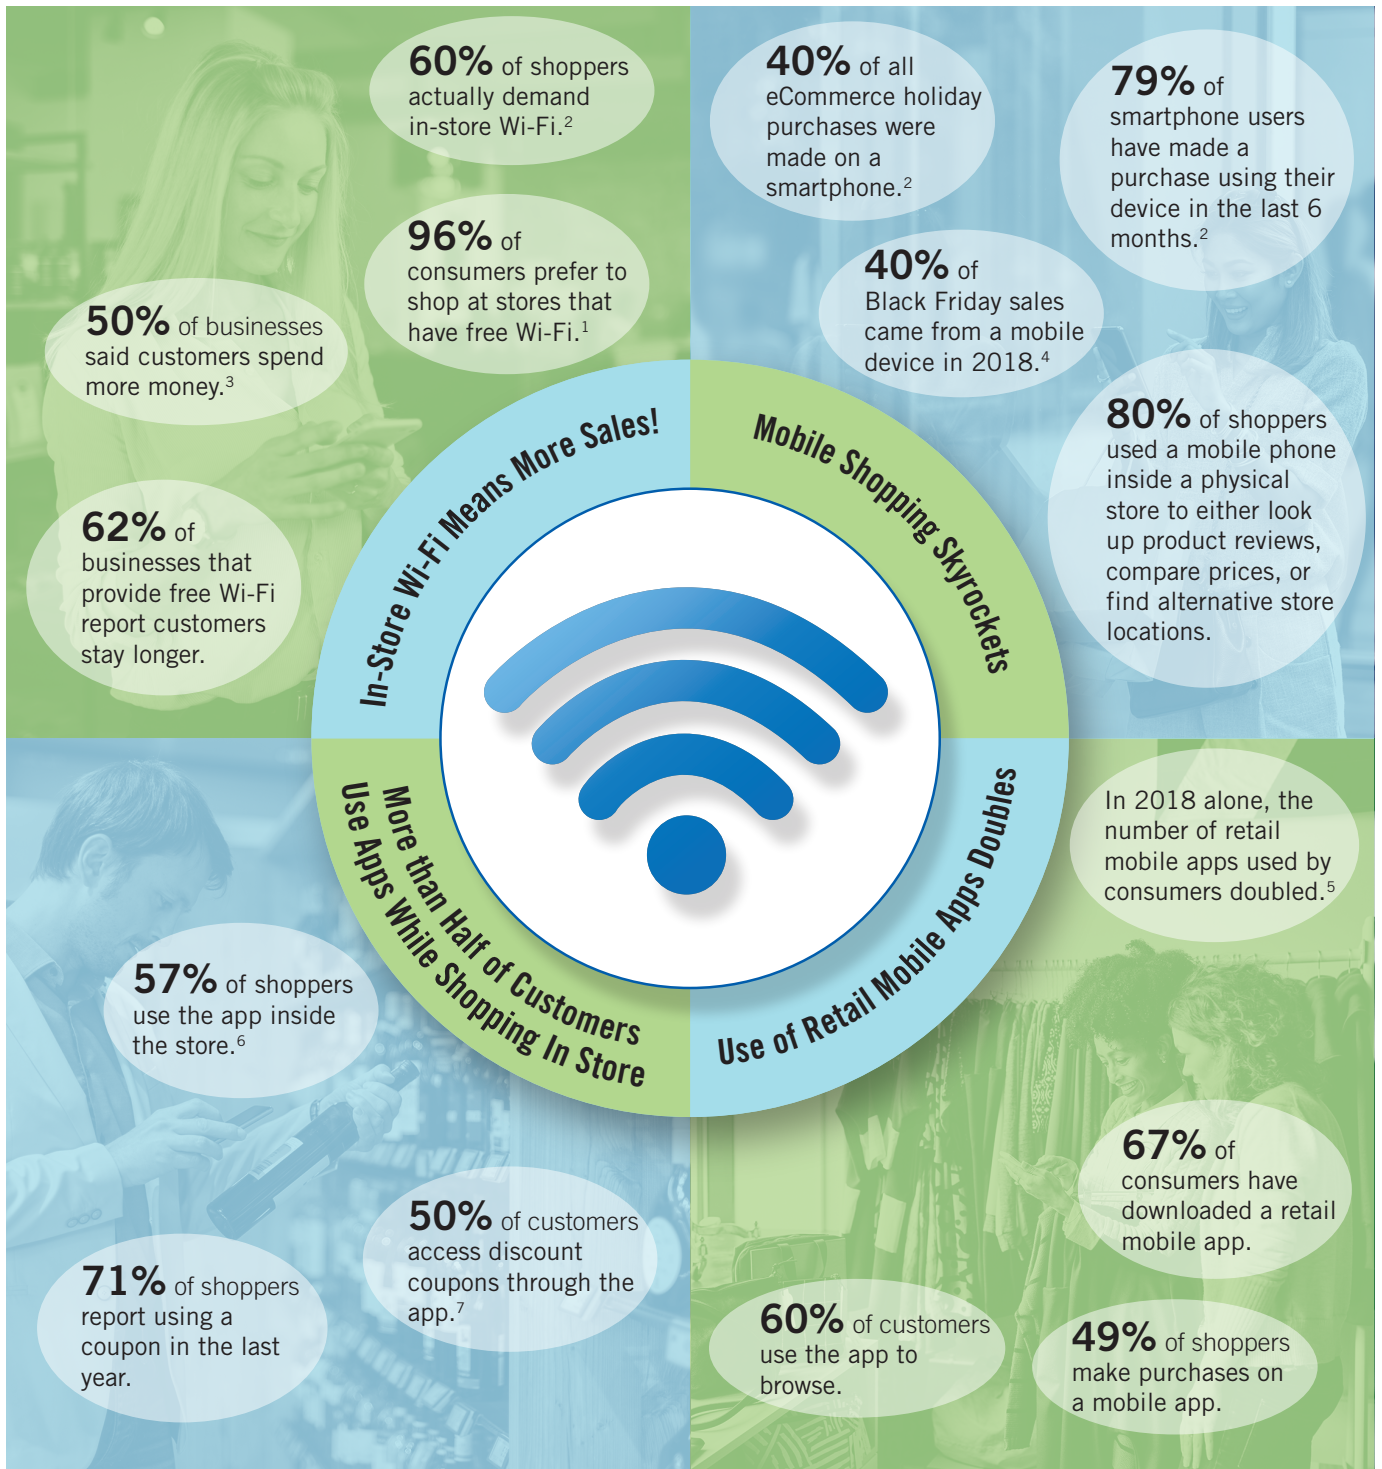 60% of shoppers
actually demand
in-store Wi-Fi.2
96% of
consumers prefer to
shop at stores that
have free Wi-Fi.1
50% of businesses
said customers spend
more money.3
62% of
businesses that
provide free Wi-Fi
report customers
stay longer.
In-Store Wi-Fi Means More Sales!
40% of all
eCommerce holiday
purchases were
made on a
smartphone.2
79% of
smartphone users
have made a
purchase using their
device in the last 6
months.2
40% of
Black Friday sales
came from a mobile
device in 2018.4
80% of shoppers
used a mobile phone
inside a physical
store to either look
up product reviews,
compare prices, or
find alternative store
locations.
Mobile Shopping Skyrockets
More than Half of Customers
Use Apps While Shopping In Store
57% of shoppers
use the app inside
the store.6
50% of customers
access discount
coupons through the
app.7
71% of shoppers
report using a
coupon in the last
year.
Use of Retail Mobile Apps Doubles
In 2018 alone, the
number of retail
mobile apps used by
consumers doubled.5
67% of
consumers have
downloaded a retail
mobile app.
60% of customers
use the app to
browse.
49% of shoppers
make purchases on
a mobile app.